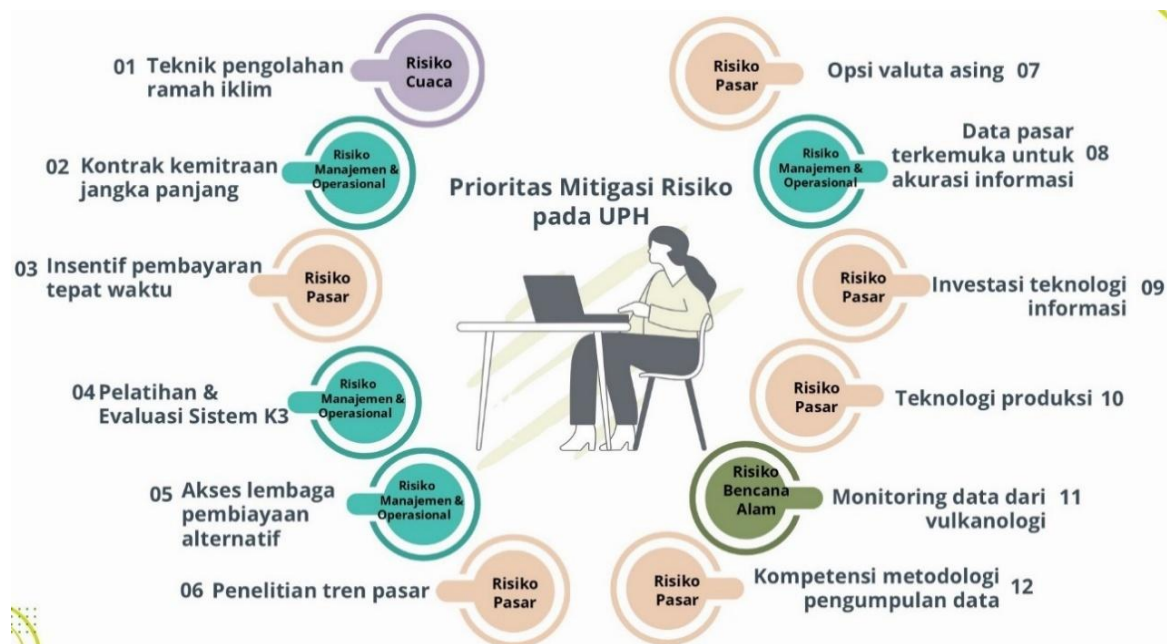 Prioritas Mitigasi Risiko
pada UPH
01 Teknik pengolahan
ramah iklim
Risiko
Cuaca
02 Kontrak kemitraan
jangka panjang
Risiko
Manajemen &
Operasional
03 Insentif pembayaran
tepat waktu
Risiko
Pasar
04 Pelatihan &
Evaluasi Sistem K3
Risiko
Manajemen &
Operasional
05 Akses lembaga
pembiayaan
alternatif
Risiko
Manajemen &
Operasional
06 Penelitian tren pasar
Risiko
Pasar
Risiko
Pasar
Opsi valuta asing 07
Risiko
Manajemen &
Operasional
Data pasar
terkemuka untuk 08
akurasi informasi
Risiko
Pasar
Investasi teknologi 09
informasi
Risiko
Pasar
Teknologi produksi 10
Risiko
Bencana
Alam
Monitoring data dari 11
vulkanologi
Risiko
Pasar
Kompetensi metodologi 12
pengumpulan data